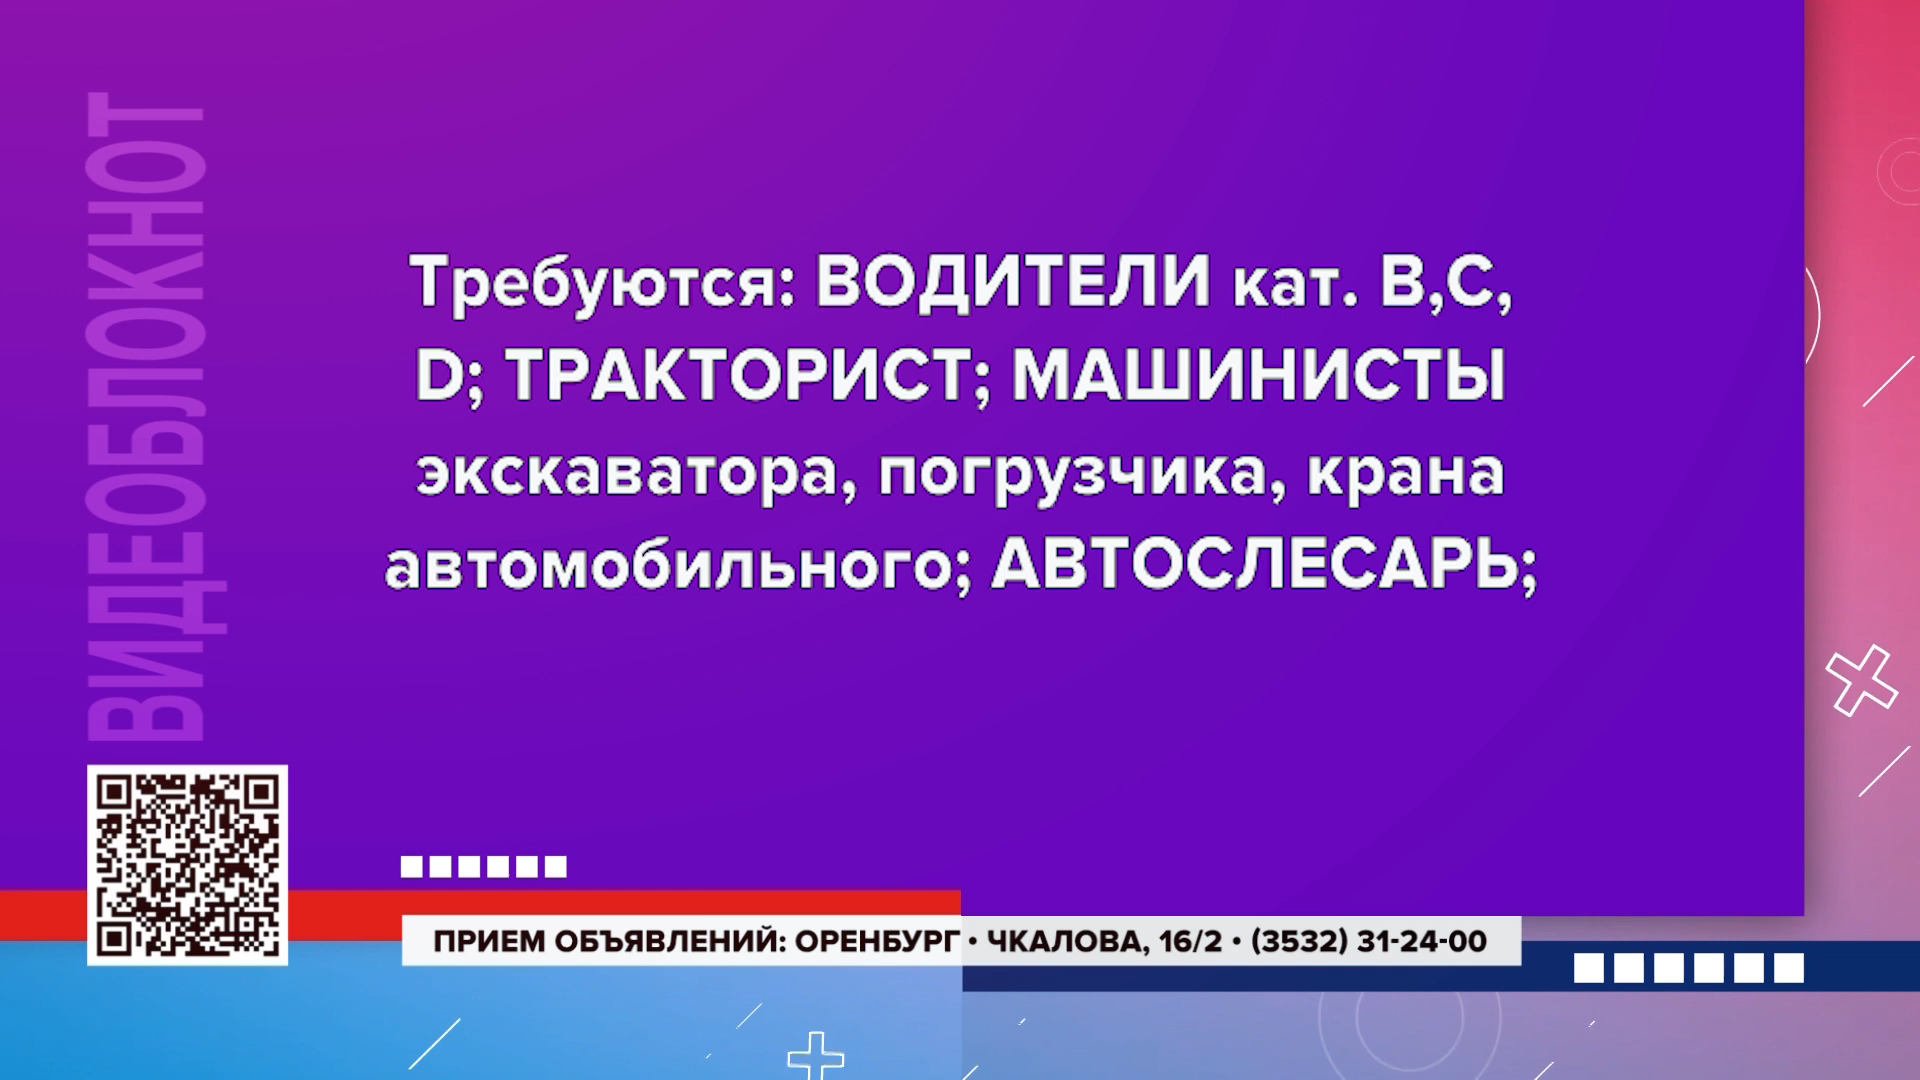 ВИДЕОБЛОКНОТ
Требуются: ВОДИТЕЛИ кат. В,С,
D; ТРАКТОРИСТ; МАШИНИСТЫ
экскаватора, погрузчика, крана
автомобильного; АВТОСЛЕСАРЬ;
ПРИЕМ ОБЪЯВЛЕНИЙ: ОРЕНБУРГ • ЧКАЛОВА, 16/2 • (3532) 31-24-00